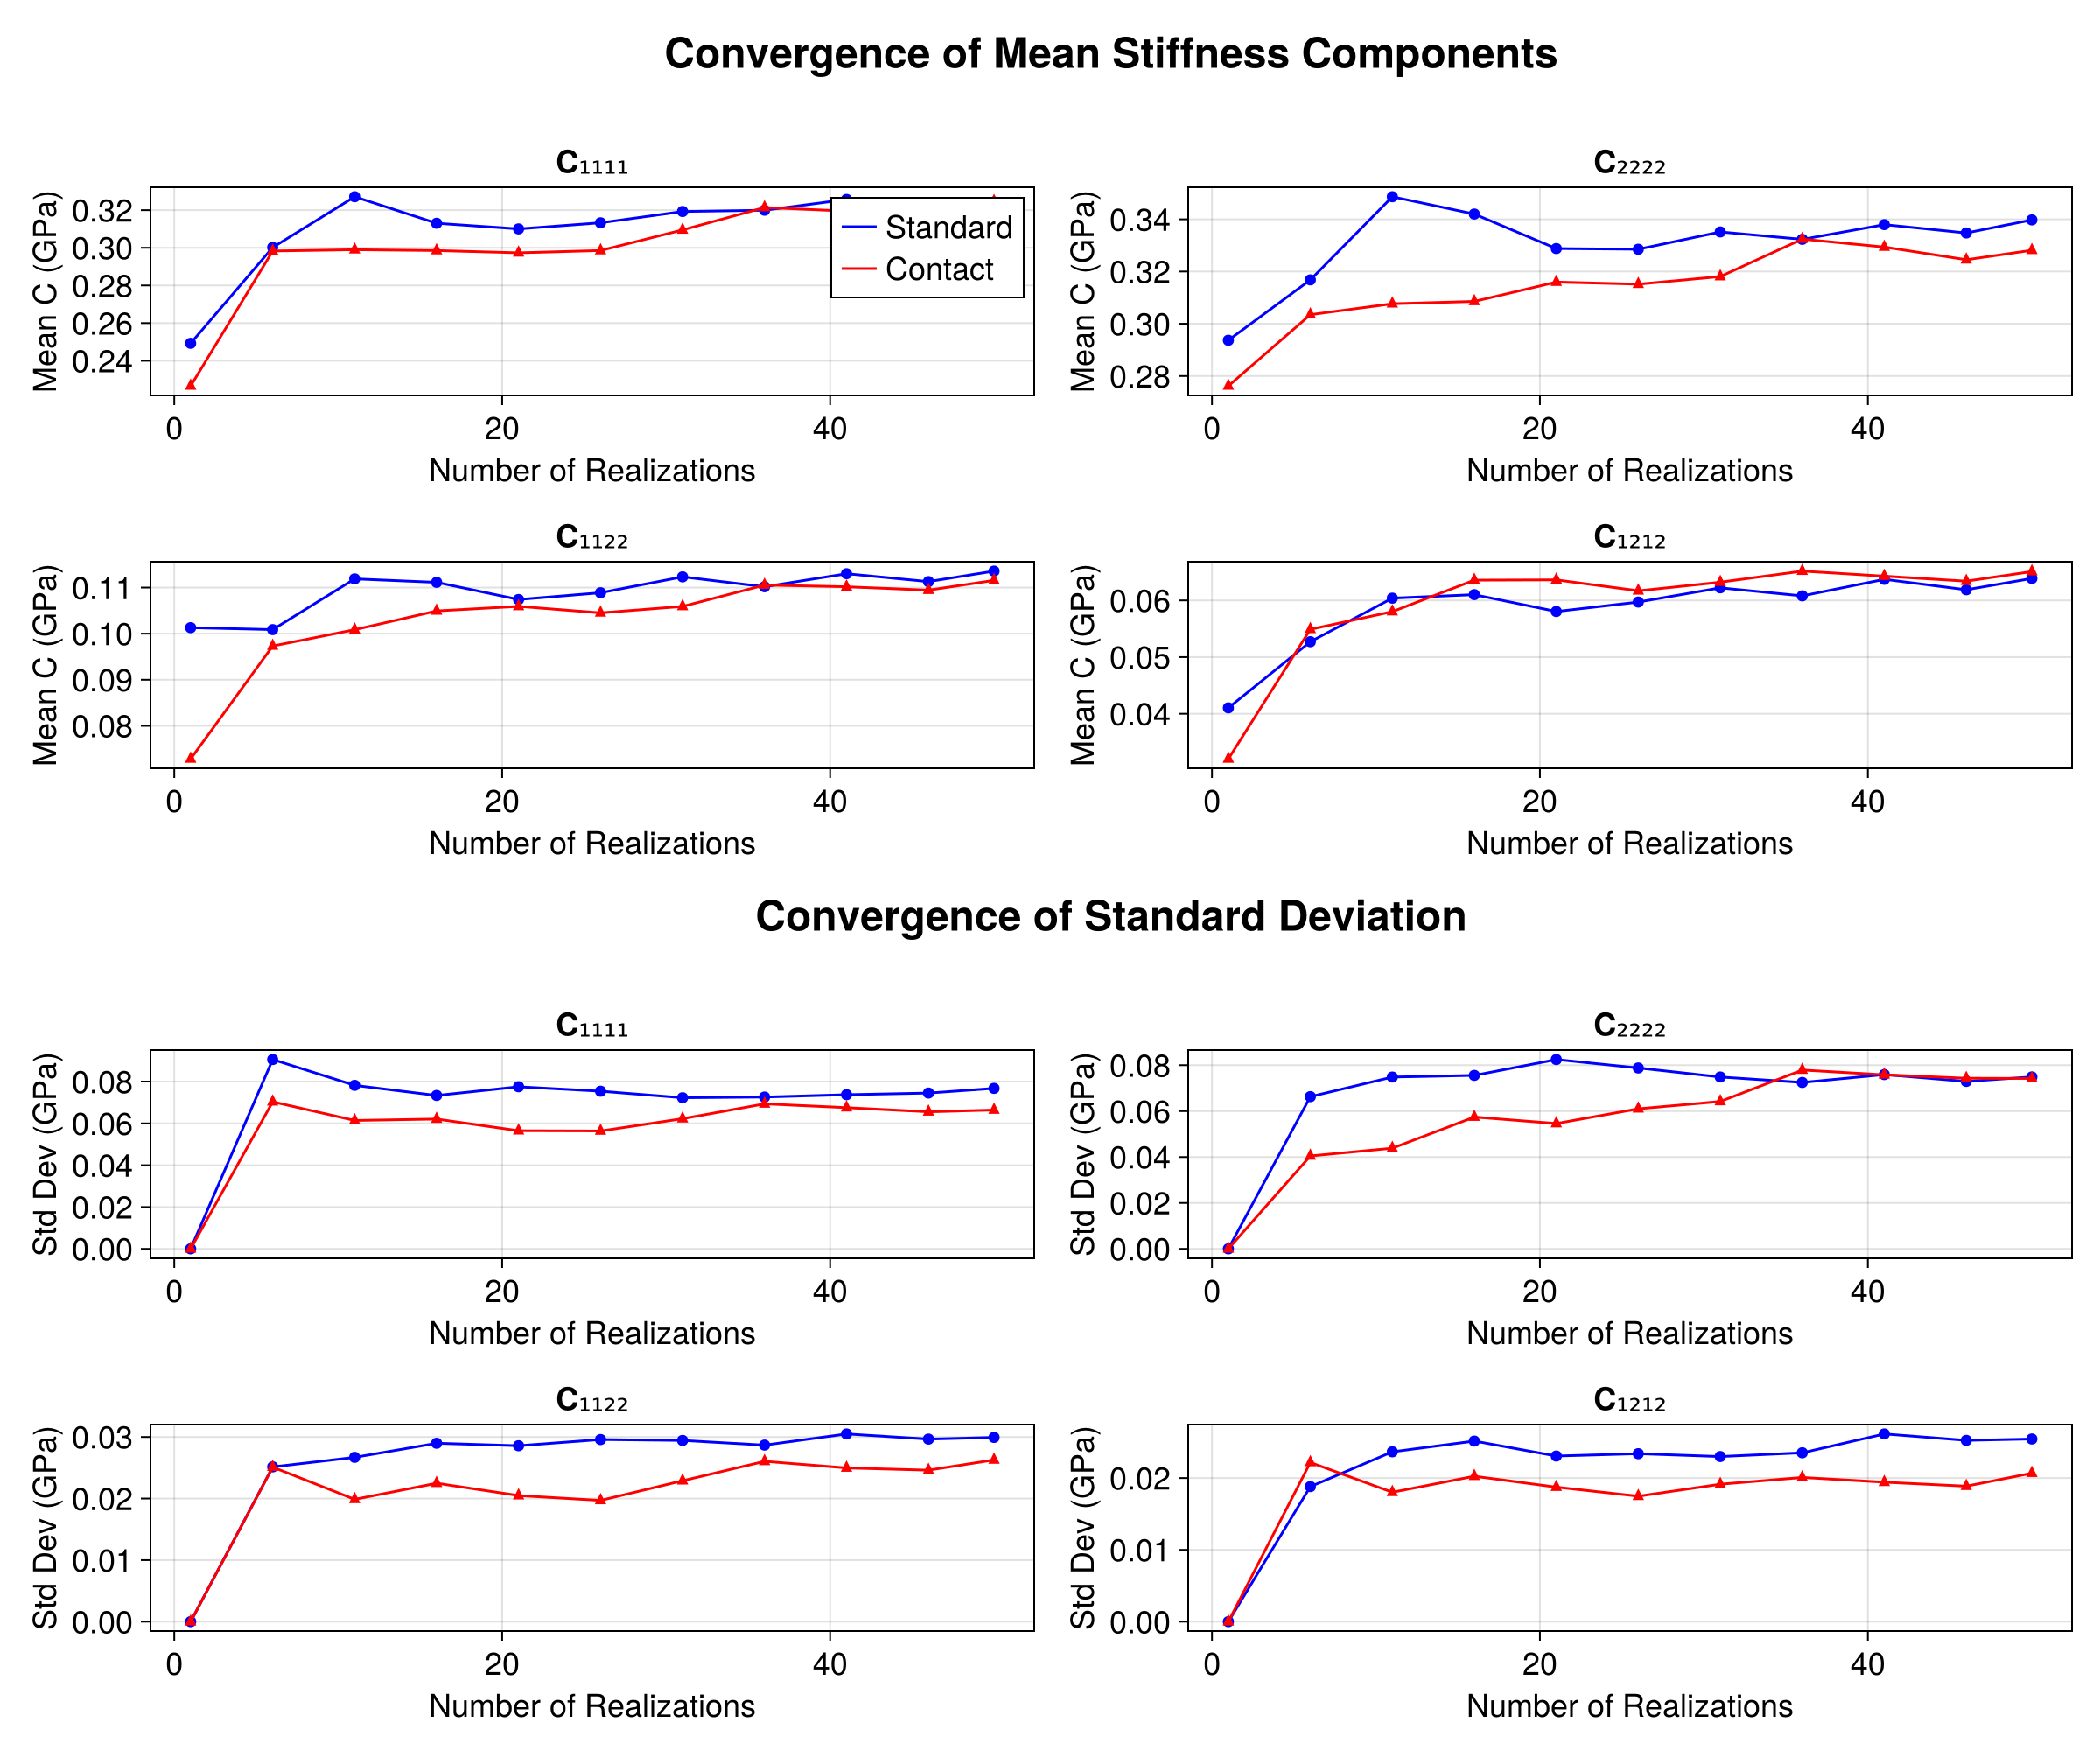 Convergence of Mean Stiffness Components
C₁₁₁₁
Mean C (GPa)
0.32
0.30
0.28
0.26
0.24
Standard
Contact
0 20 40
Number of Realizations
C₂₂₂₂
Mean C (GPa)
0.34
0.32
0.30
0.28
0 20 40
Number of Realizations
C₁₁₂₂
Mean C (GPa)
0.11
0.10
0.09
0.08
0 20 40
Number of Realizations
C₁₂₁₂
Mean C (GPa)
0.06
0.05
0.04
0 20 40
Number of Realizations
Convergence of Standard Deviation
C₁₁₁₁
Std Dev (GPa)
0.08
0.06
0.04
0.02
0.00
0 20 40
Number of Realizations
C₂₂₂₂
Std Dev (GPa)
0.08
0.06
0.04
0.02
0.00
0 20 40
Number of Realizations
C₁₁₂₂
Std Dev (GPa)
0.03
0.02
0.01
0.00
0 20 40
Number of Realizations
C₁₂₁₂
Std Dev (GPa)
0.02
0.01
0.00
0 20 40
Number of Realizations